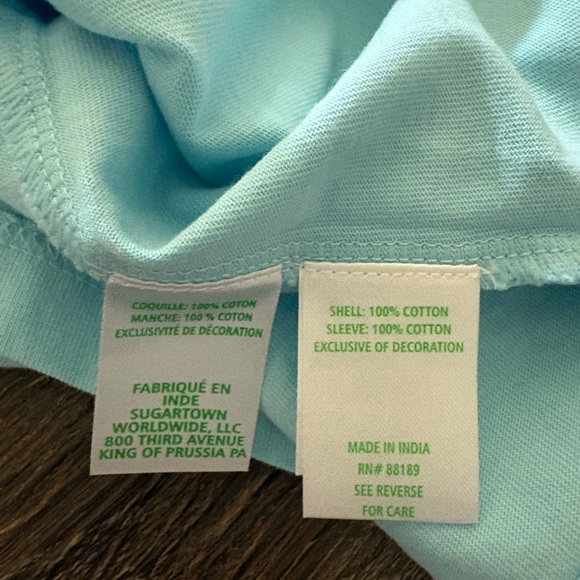 COQUILLE: 100% COTON
MANCHE: 100 % COTON
EXCLUSIVITÉ DE DÉCORATION
FABRIQUÉ EN
INDE
SUGARTOWN
WORLDWIDE, LLC
800 THIRD AVENUE
KING OF PRUSSIA PA
SHELL: 100% COTTON
SLEEVE: 100% COTTON
EXCLUSIVE OF DECORATION
MADE IN INDIA
RN# 88189
SEE REVERSE
FOR CARE